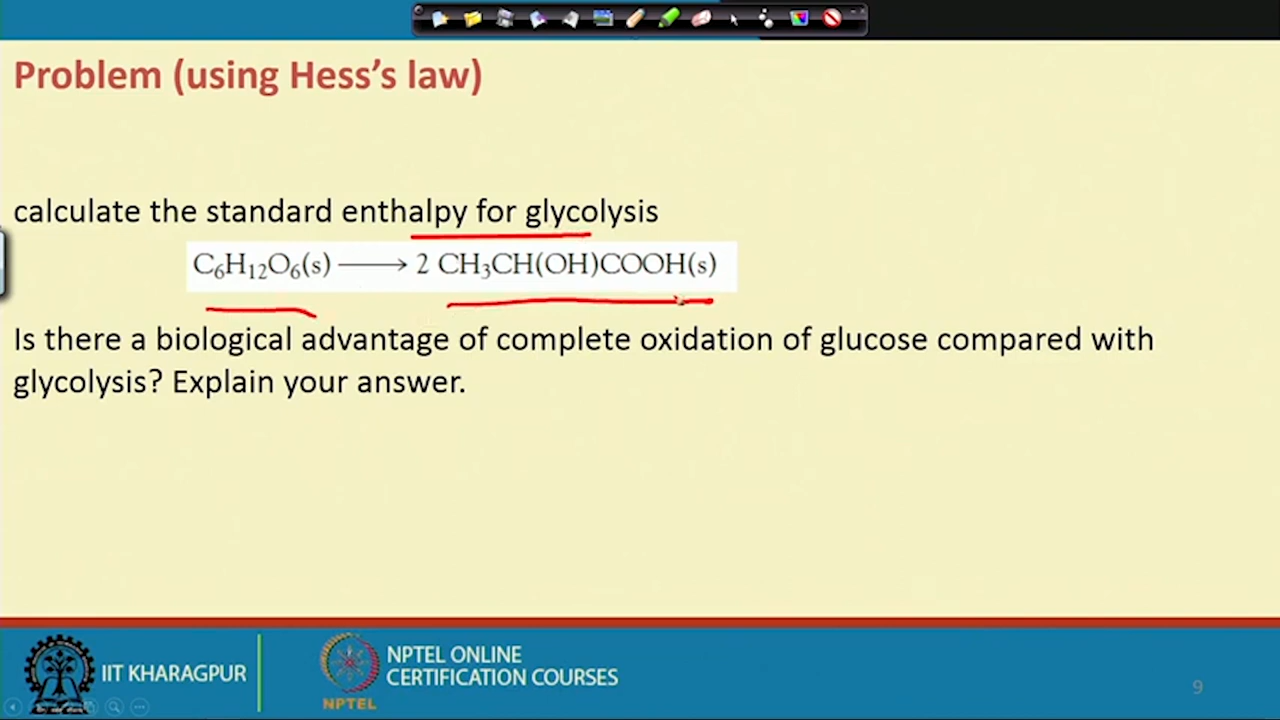 Problem (using Hess's law)
calculate the standard enthalpy for glycolysis
C₆H₁₂O₆(s) ⟶ 2 CH₃CH(OH)COOH(s)
Is there a biological advantage of complete oxidation of glucose compared with
glycolysis? Explain your answer.
IIT KHARAGPUR
NPTEL
NPTEL ONLINE
CERTIFICATION COURSES
9